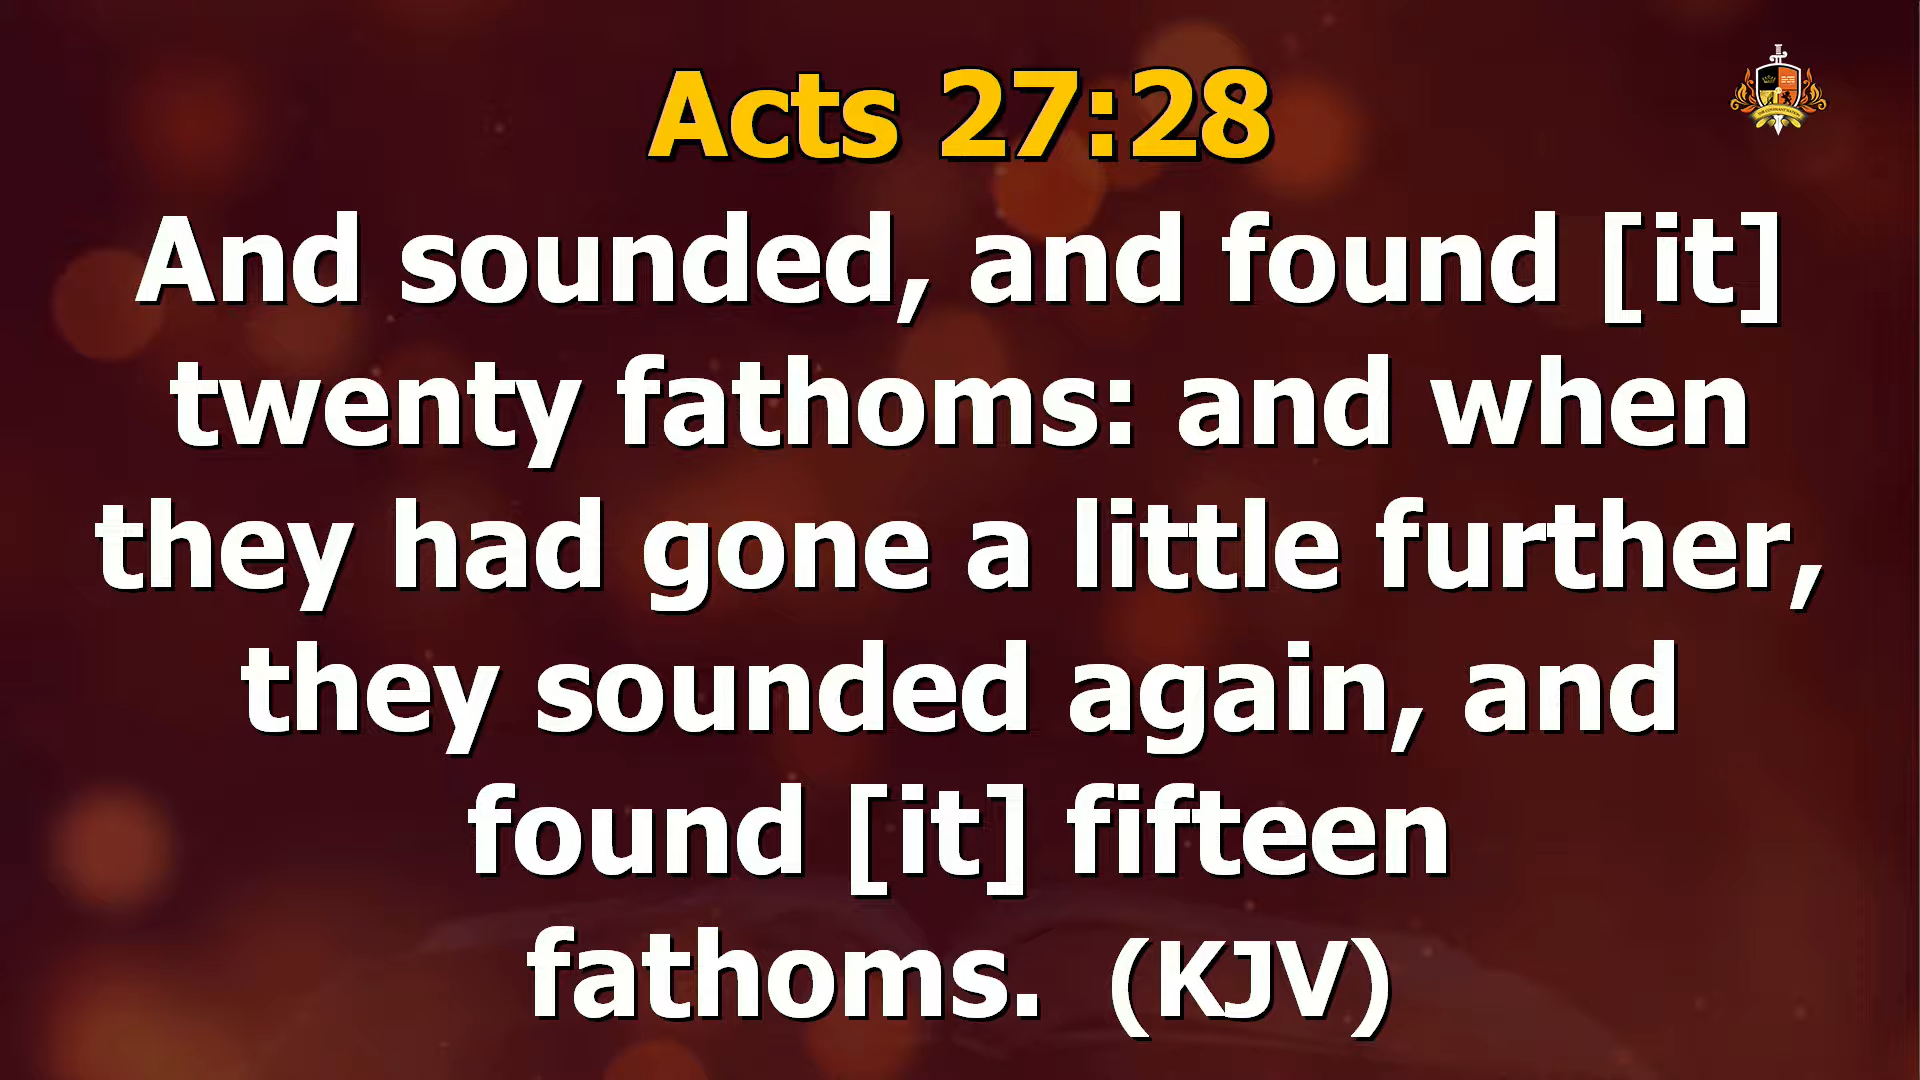 Acts 27:28
And sounded, and found [it]
twenty fathoms: and when
they had gone a little further,
they sounded again, and
found [it] fifteen
fathoms. (KJV)